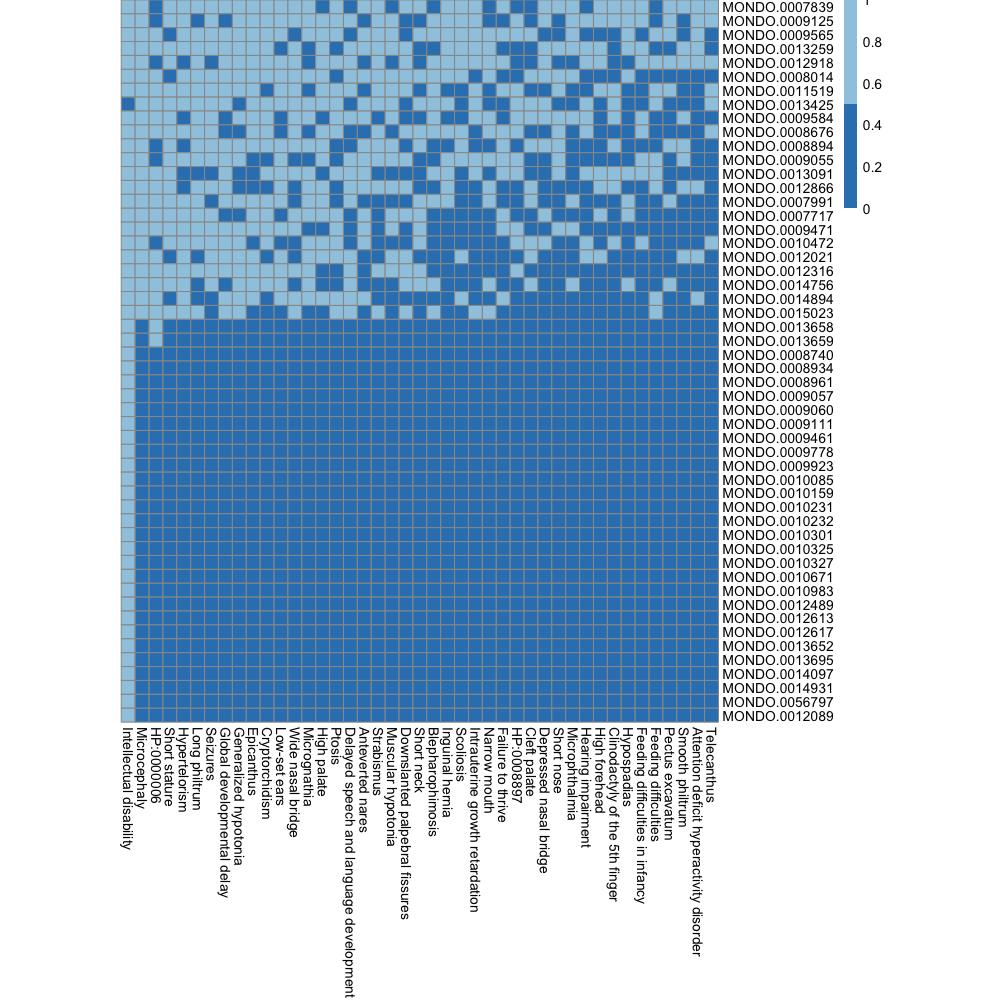 MONDO.0007839
MONDO.0009125
MONDO.0009565
MONDO.0013259
MONDO.0012918
MONDO.0008014
MONDO.0011519
MONDO.0013425
MONDO.0009584
MONDO.0008676
MONDO.0008894
MONDO.0009055
MONDO.0013091
MONDO.0012866
MONDO.0007991
MONDO.0007717
MONDO.0009471
MONDO.0010472
MONDO.0012021
MONDO.0012316
MONDO.0014756
MONDO.0014894
MONDO.0015023
MONDO.0013658
MONDO.0013659
MONDO.0008740
MONDO.0008934
MONDO.0008961
MONDO.0009057
MONDO.0009060
MONDO.0009111
MONDO.0009461
MONDO.0009778
MONDO.0009923
MONDO.0010085
MONDO.0010159
MONDO.0010231
MONDO.0010232
MONDO.0010301
MONDO.0010325
MONDO.0010327
MONDO.0010671
MONDO.0010983
MONDO.0012489
MONDO.0012613
MONDO.0012617
MONDO.0013652
MONDO.0013695
MONDO.0014097
MONDO.0014931
MONDO.0056797
MONDO.0012089
0.8
0.6
0.4
0.2
0
Intellectual disability
Microcephaly
HP:0000006
Short stature
Hypertelorism
Long philtrum
Seizures
Global developmental delay
Generalized hypotonia
Epicanthus
Cryptorchidism
Low-set ears
Wide nasal bridge
Micrognathia
High palate
Ptosis
Delayed speech and language development
Anteverted nares
Strabismus
Muscular hypotonia
Downslanted palpebral fissures
Short neck
Blepharophimosis
Inguinal hernia
Scoliosis
Intrauterine growth retardation
Narrow mouth
Failure to thrive
HP:0008897
Cleft palate
Depressed nasal bridge
Short nose
Microphthalmia
Hearing impairment
High forehead
Clinodactyly of the 5th finger
Hypospadias
Feeding difficulties in infancy
Feeding difficulties
Pectus excavatum
Smooth philtrum
Attention deficit hyperactivity disorder
Telecanthus